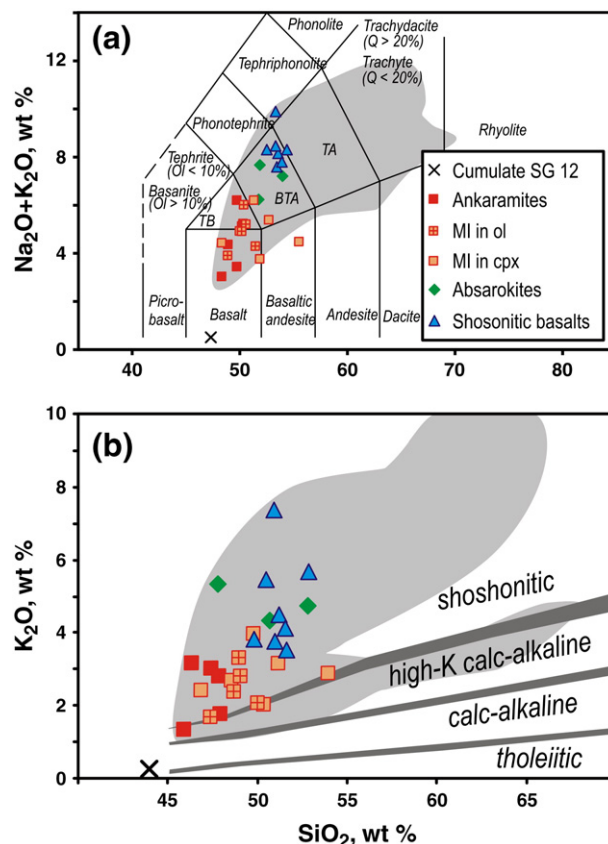 (a)
Phonolite
Trachydacite
(Q > 20%)
Trachyte
(Q < 20%)
Tephriphonolite
Phonotephrite
Tephrite
(Ol < 10%)
Basanite
(Ol > 10%)
TB
BTA
TA
Rhyolite
Picro-
basalt
Basalt
Basaltic
andesite
Andesite
Dacite
Cumulate SG 12
Ankaramites
MI in ol
MI in cpx
Absarokites
Shosonitic basalts
Na2O+K2O, wt %
12
8
4
0
40
50
60
70
80
(b)
shoshonitic
high-K calc-alkaline
calc-alkaline
tholeiitic
K2O, wt %
10
8
6
4
2
0
45
50
55
60
65
SiO2, wt %